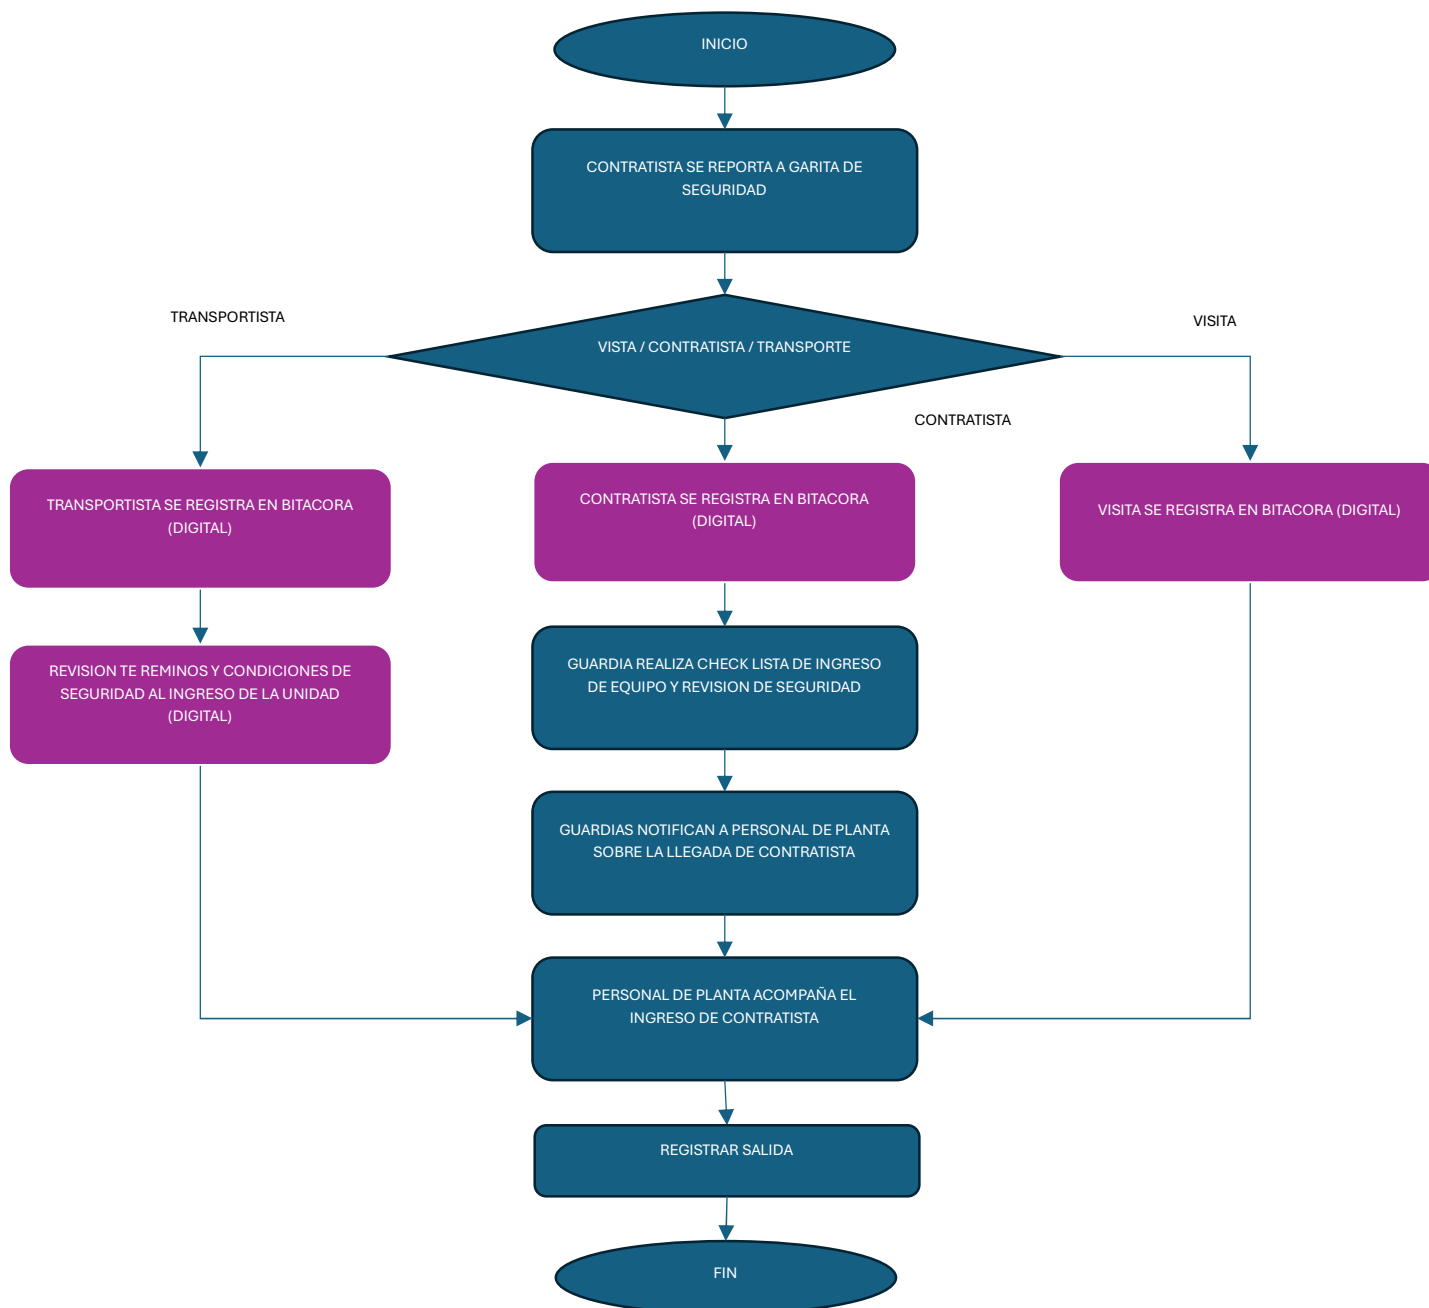 INICIO
CONTRATISTA SE REPORTA A GARITA DE
SEGURIDAD
TRANSPORTISTA
VISITA
VISTA / CONTRATISTA / TRANSPORTE
CONTRATISTA
TRANSPORTISTA SE REGISTRA EN BITACORA
(DIGITAL)
CONTRATISTA SE REGISTRA EN BITACORA
(DIGITAL)
VISITA SE REGISTRA EN BITACORA (DIGITAL)
REVISION TE REMINOS Y CONDICIONES DE
SEGURIDAD AL INGRESO DE LA UNIDAD
(DIGITAL)
GUARDIA REALIZA CHECK LISTA DE INGRESO
DE EQUIPO Y REVISION DE SEGURIDAD
GUARDIAS NOTIFICAN A PERSONAL DE PLANTA
SOBRE LA LLEGADA DE CONTRATISTA
PERSONAL DE PLANTA ACOMPAÑA EL
INGRESO DE CONTRATISTA
REGISTRAR SALIDA
FIN